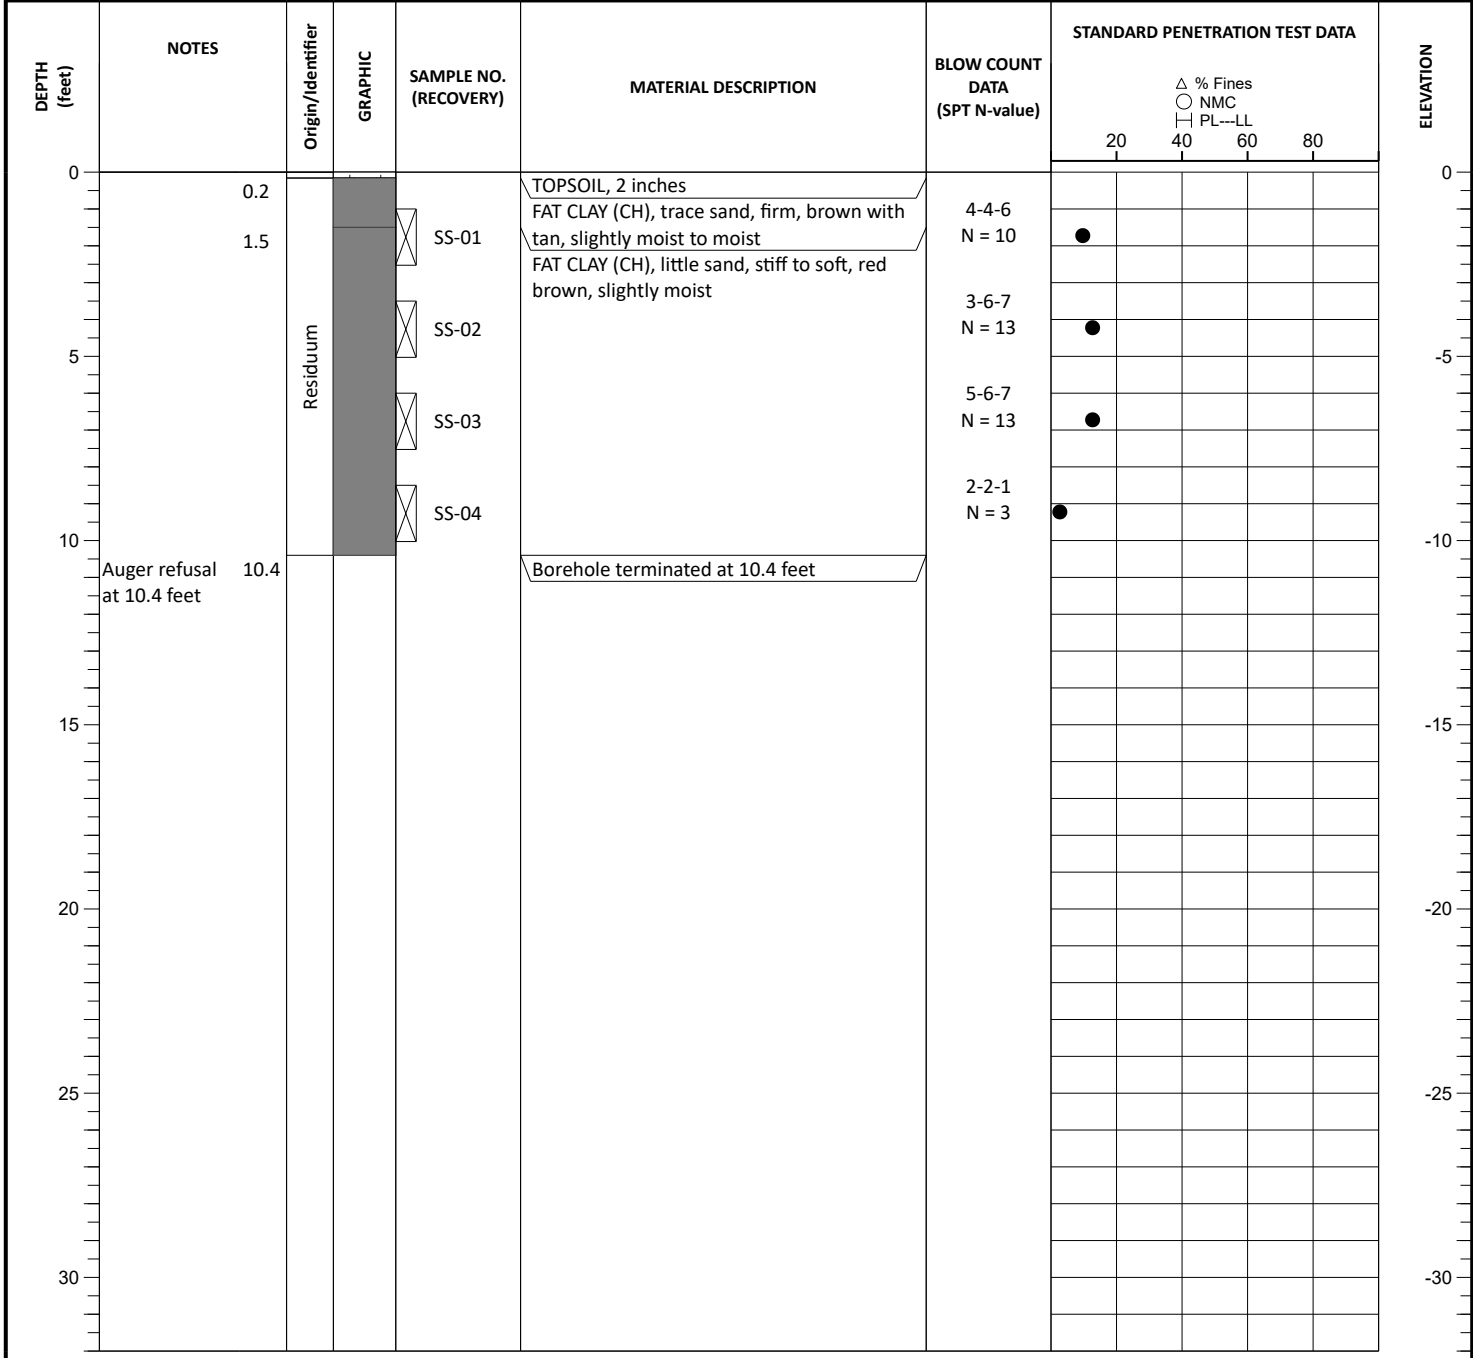 DEPTH
(feet)
NOTES
Origin/Identifier
GRAPHIC
SAMPLE NO.
(RECOVERY)
MATERIAL DESCRIPTION
BLOW COUNT
DATA
(SPT N-value)
STANDARD PENETRATION TEST DATA
△ % Fines
○ NMC
PL---LL
20 40 60 80
ELEVATION
0
0
0.2
TOPSOIL, 2 inches
1.5
FAT CLAY (CH), trace sand, firm, brown with
tan, slightly moist to moist
SS-01
4-4-6
N = 10
FAT CLAY (CH), little sand, stiff to soft, red
brown, slightly moist
SS-02
3-6-7
N = 13
5
-5
Residuum
SS-03
5-6-7
N = 13
SS-04
2-2-1
N = 3
10
-10
Auger refusal
at 10.4 feet
10.4
Borehole terminated at 10.4 feet
15
-15
20
-20
25
-25
30
-30